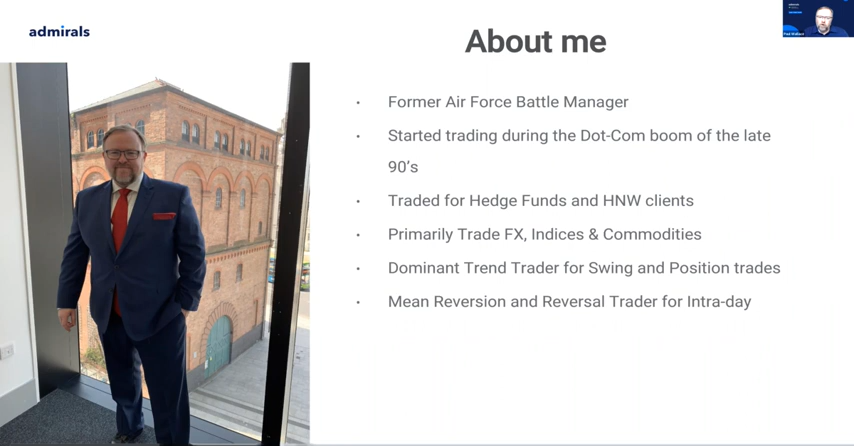 admirals
About me
• Former Air Force Battle Manager
• Started trading during the Dot-Com boom of the late
90's
• Traded for Hedge Funds and HNW clients
• Primarily Trade FX, Indices & Commodities
• Dominant Trend Trader for Swing and Position trades
• Mean Reversion and Reversal Trader for Intra-day